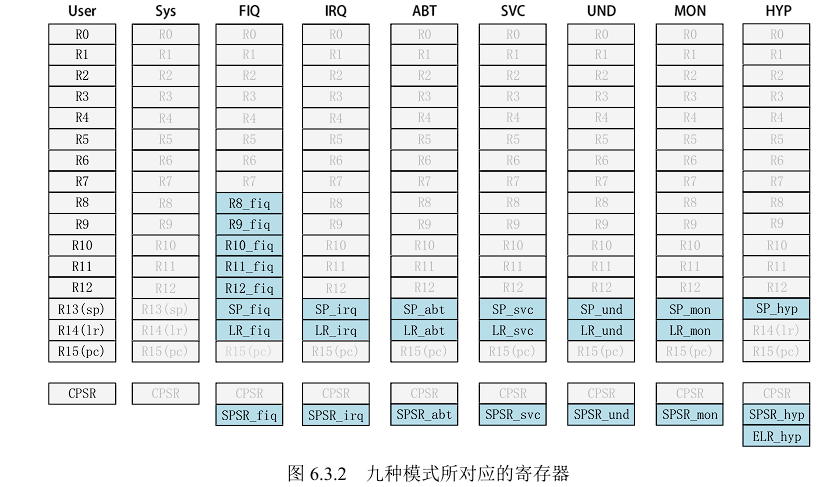 User Sys FIQ IRQ ABT SVC UND MON HYP
R0 R0 R0 R0 R0 R0 R0 R0 R0
R1 R1 R1 R1 R1 R1 R1 R1 R1
R2 R2 R2 R2 R2 R2 R2 R2 R2
R3 R3 R3 R3 R3 R3 R3 R3 R3
R4 R4 R4 R4 R4 R4 R4 R4 R4
R5 R5 R5 R5 R5 R5 R5 R5 R5
R6 R6 R6 R6 R6 R6 R6 R6 R6
R7 R7 R7 R7 R7 R7 R7 R7 R7
R8 R8 R8_fiq R8 R8 R8 R8 R8 R8
R9 R9 R9_fiq R9 R9 R9 R9 R9 R9
R10 R10 R10_fiq R10 R10 R10 R10 R10 R10
R11 R11 R11_fiq R11 R11 R11 R11 R11 R11
R12 R12 R12_fiq R12 R12 R12 R12 R12 R12
R13(sp) R13(sp) SP_fiq SP_irq SP_abt SP_svc SP_und SP_mon SP_hyp
R14(lr) R14(lr) LR_fiq LR_irq LR_abt LR_svc LR_und LR_mon R14(lr)
R15(pc) R15(pc) R15(pc) R15(pc) R15(pc) R15(pc) R15(pc) R15(pc) R15(pc)
CPSR CPSR CPSR CPSR CPSR CPSR CPSR CPSR CPSR
SPSR_fiq SPSR_irq SPSR_abt SPSR_svc SPSR_und SPSR_mon SPSR_hyp
ELR_hyp
图 6.3.2 九种模式所对应的寄存器